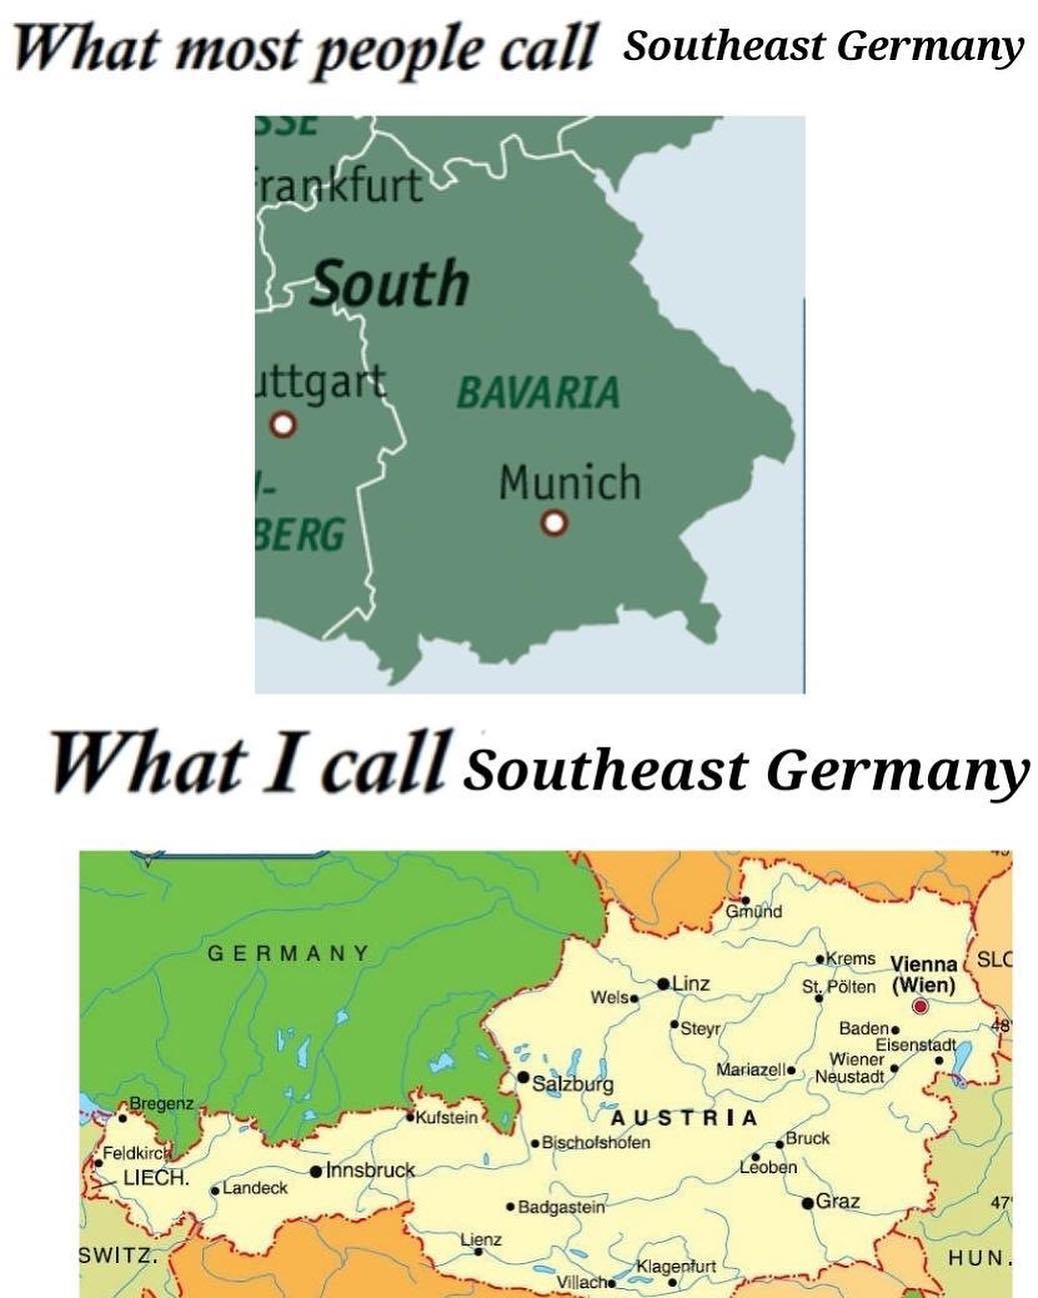 What most people call Southeast Germany
SSE
Frankfurt
South
uttgart
BAVARIA
Munich
BERG
What I call Southeast Germany
Gmünd
GERMANY
Krems
Vienna
(Wien)
SLO
Linz
St. Pölten
Wels
Steyr
Baden
48°
Eisenstadt
Wiener
Neustadt
Mariazell
Salzburg
Bregenz
Kufstein
AUSTRIA
Bischofshofen
Bruck
Feldkirch
LIECH.
Innsbruck
Leoben
Landeck
Graz
47°
Badgastein
Lienz
SWITZ.
HUN.
Klagenfurt
Villach